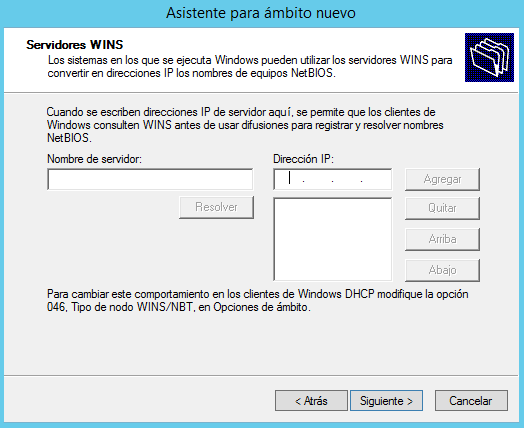 Asistente para ámbito nuevo
Servidores WINS
Los sistemas en los que se ejecuta Windows pueden utilizar los servidores WINS para
convertir en direcciones IP los nombres de equipos NetBIOS.
Cuando se escriben direcciones IP de servidor aquí, se permite que los clientes de
Windows consulten WINS antes de usar difusiones para registrar y resolver nombres
NetBIOS.
Nombre de servidor:
Dirección IP:
. . .
Agregar
Resolver
Quitar
Arriba
Abajo
Para cambiar este comportamiento en los clientes de Windows DHCP modifique la opción
046, Tipo de nodo WINS/NBT, en Opciones de ámbito.
< Atrás
Siguiente >
Cancelar